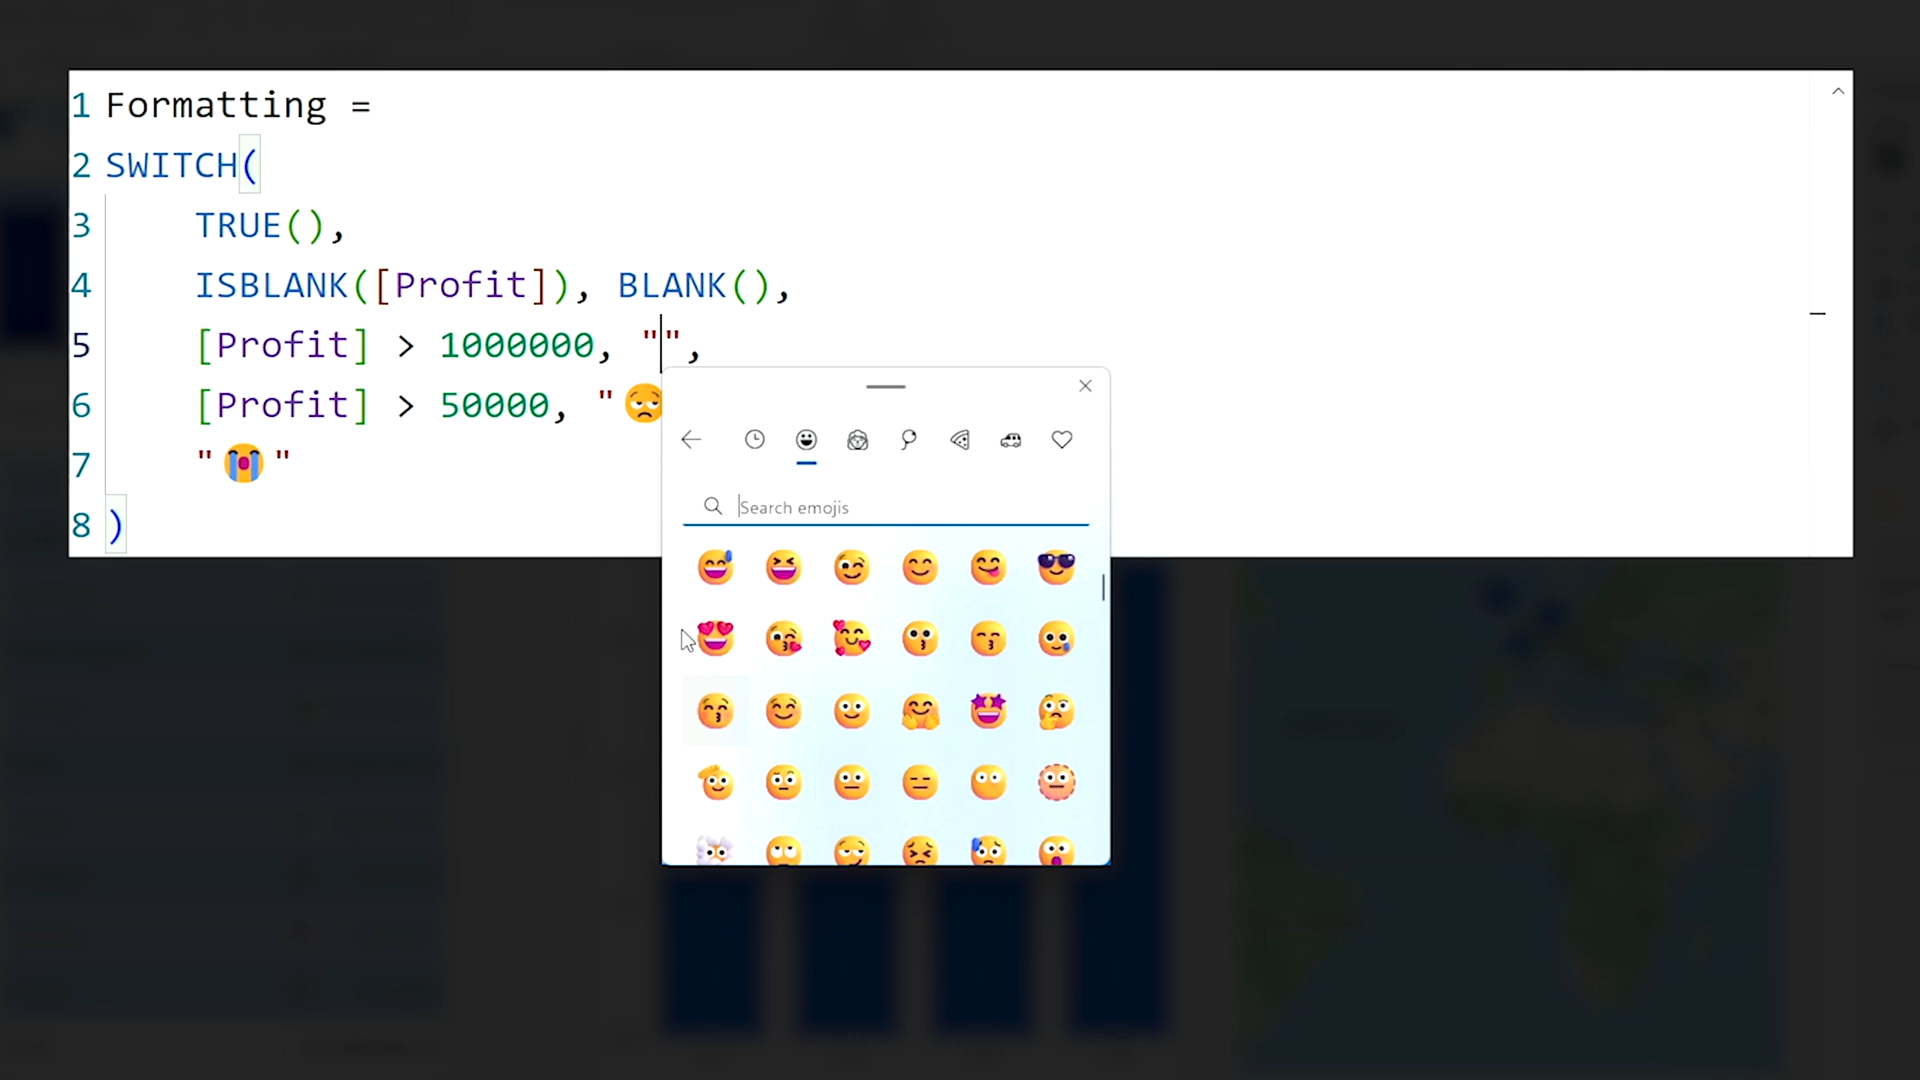 1 Formatting =
2 SWITCH(
3 TRUE(),
4 ISBLANK([Profit]), BLANK(),
5 [Profit] > 1000000, "",
6 [Profit] > 50000, "😞
7 "😭"
8 )
Search emojis